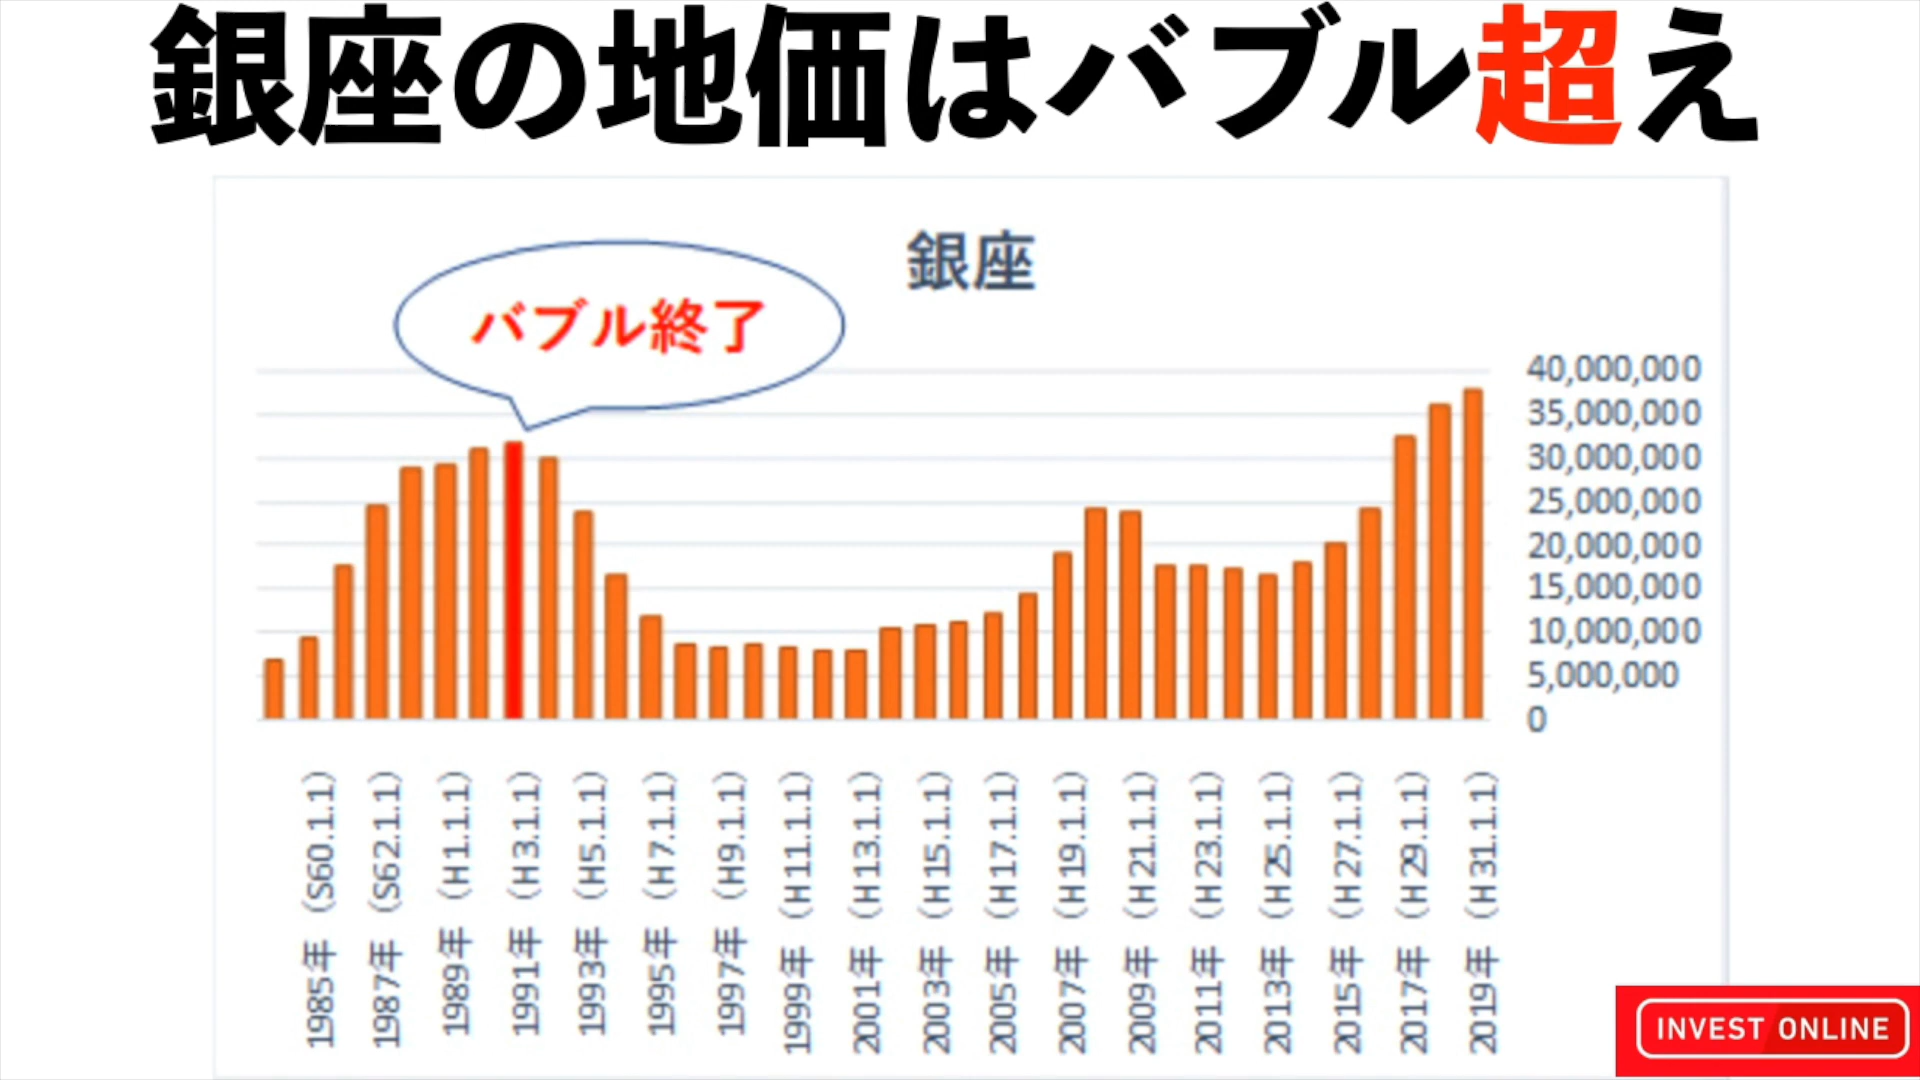 銀座の地価はバブル超え
銀座
バブル終了
40,000,000
35,000,000
30,000,000
25,000,000
20,000,000
15,000,000
10,000,000
5,000,000
0
1985年 (S60.1.1)
1987年 (S62.1.1)
1989年 (H1.1.1)
1991年 (H3.1.1)
1993年 (H5.1.1)
1995年 (H7.1.1)
1997年 (H9.1.1)
1999年 (H11.1.1)
2001年 (H13.1.1)
2003年 (H15.1.1)
2005年 (H17.1.1)
2007年 (H19.1.1)
2009年 (H21.1.1)
2011年 (H23.1.1)
2013年 (H25.1.1)
2015年 (H27.1.1)
2017年 (H29.1.1)
2019年 (H31.1.1)
INVEST ONLINE